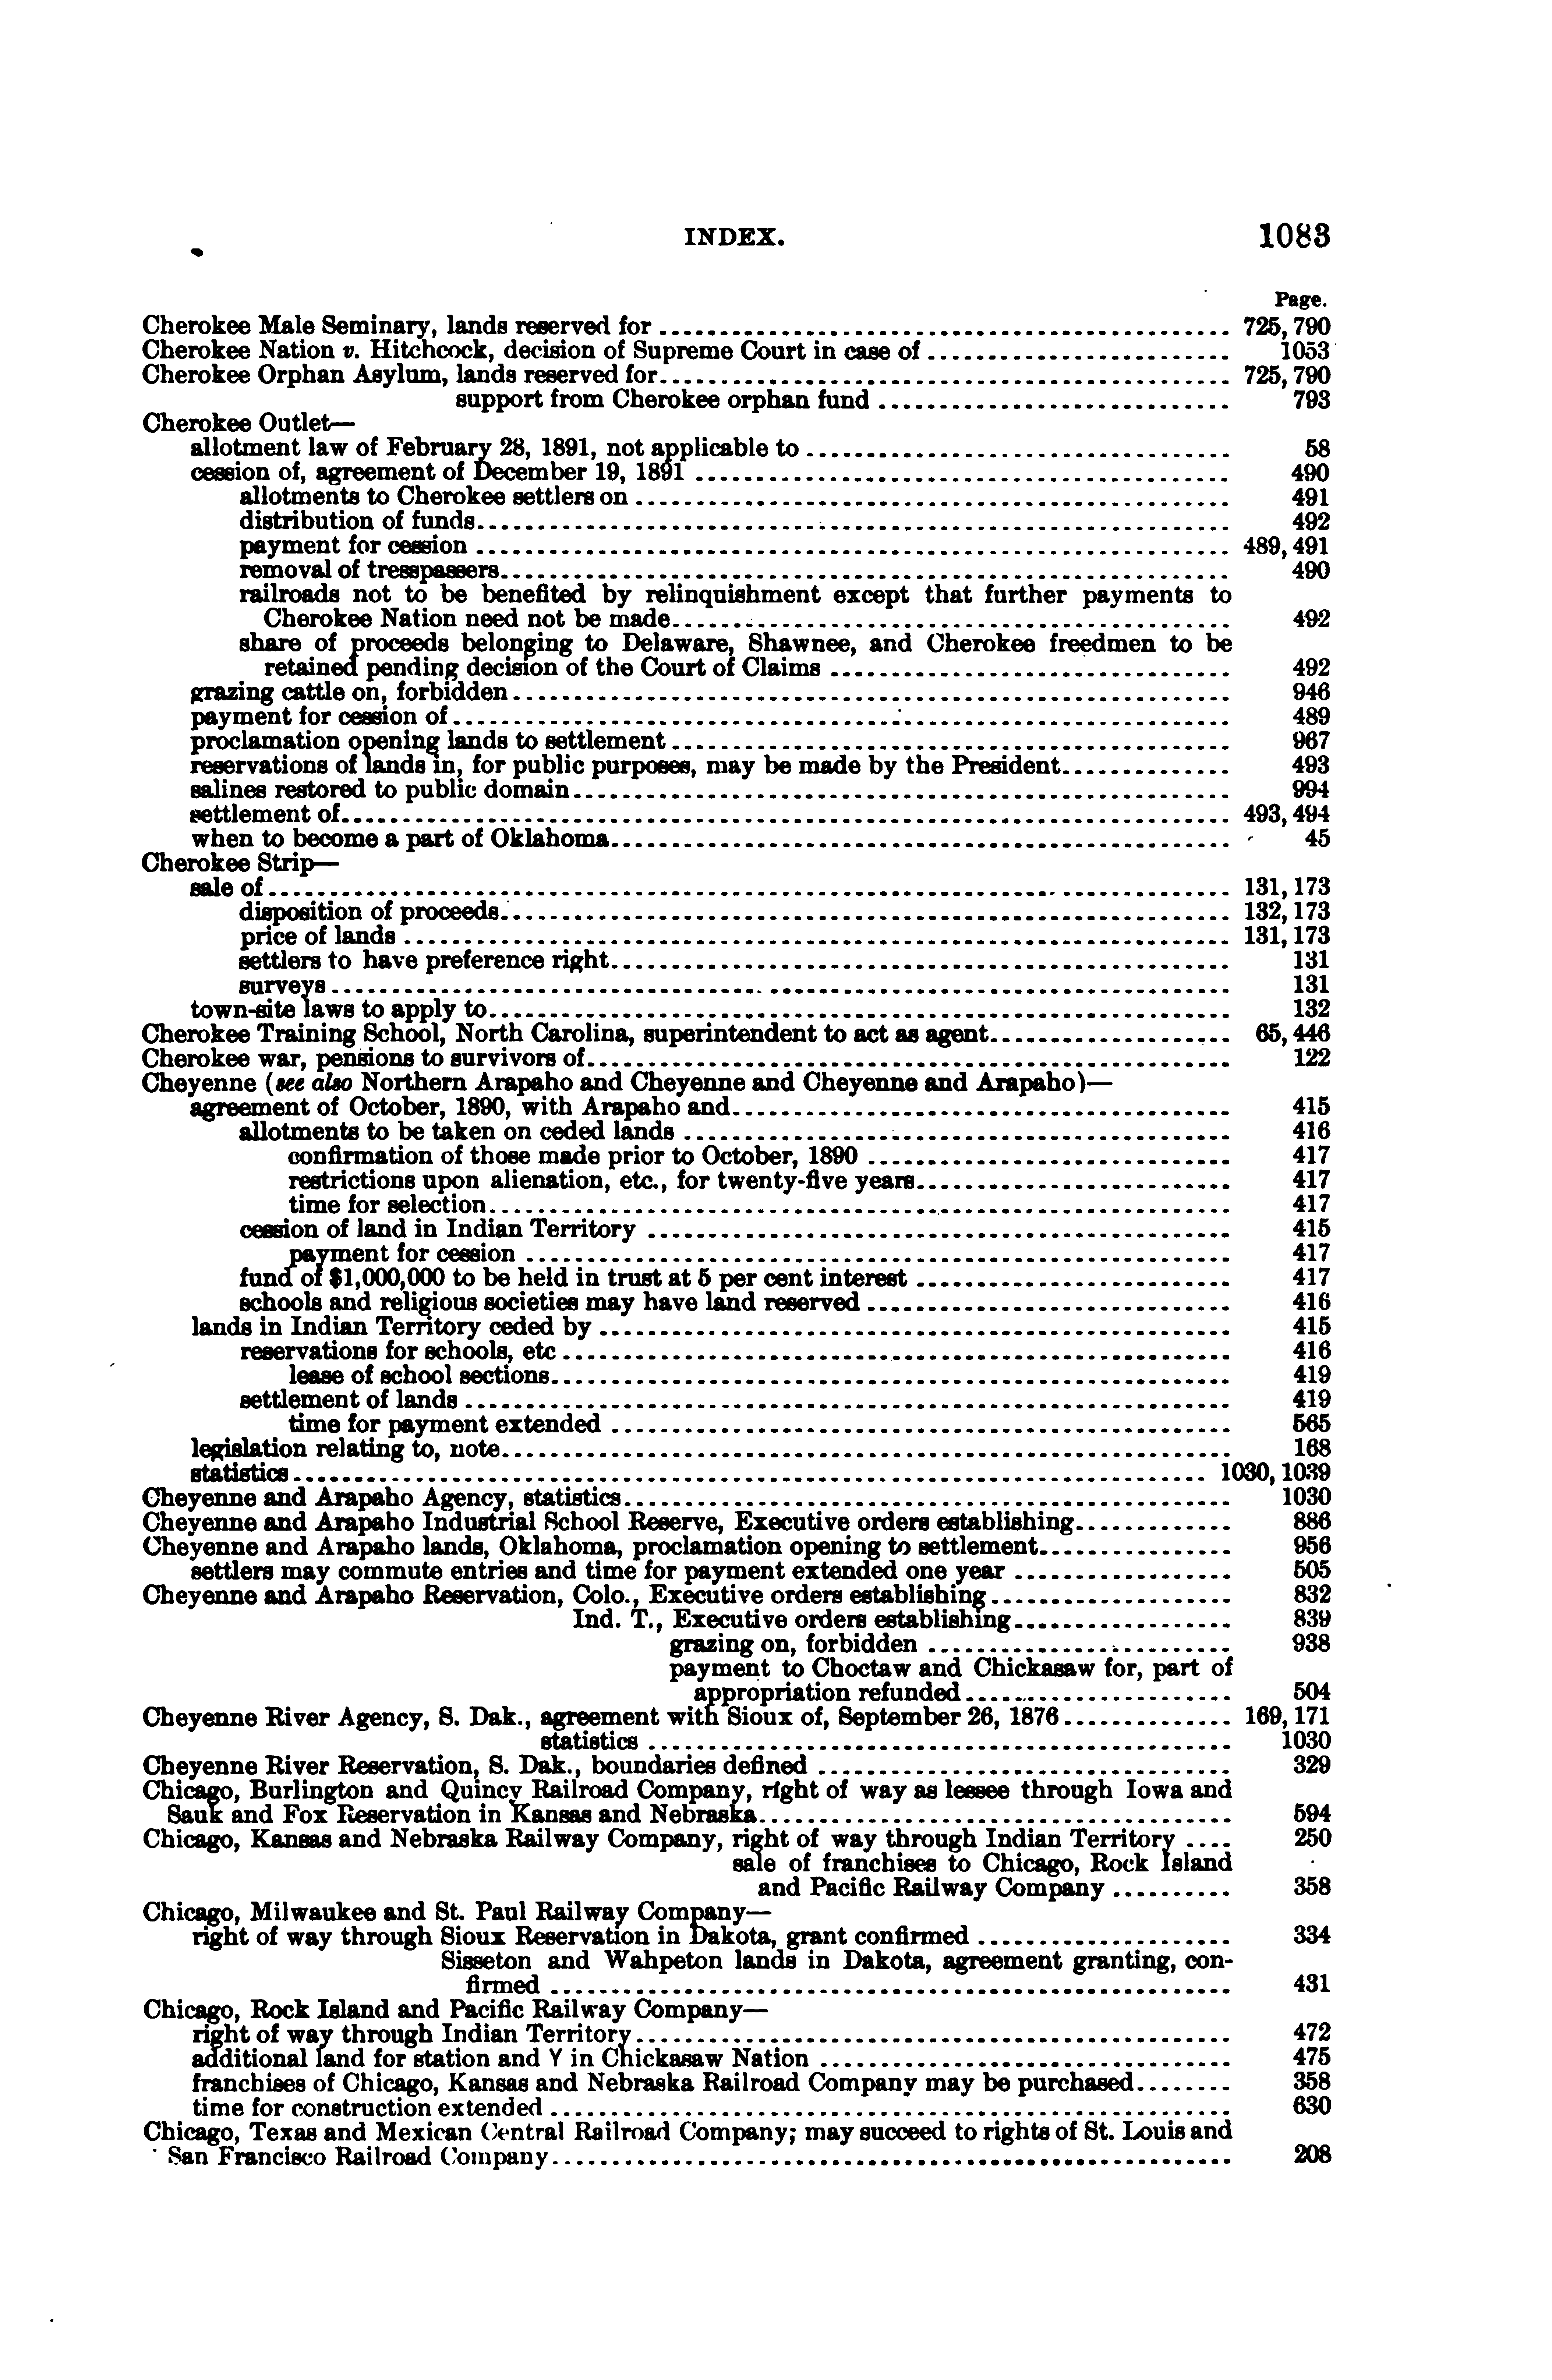 INDEX. 1083
Page.
Cherokee Male Seminary, lands reserved for 725, 790
Cherokee Nation v. Hitchcock, decision of Supreme Court in case of 1053
Cherokee Orphan Asylum, lands reserved for 725, 790
support from Cherokee orphan fund 793
Cherokee Outlet—
allotment law of February 28, 1891, not applicable to 58
cession of, agreement of December 19, 1891 490
allotments to Cherokee settlers on 491
distribution of funds 492
payment for cession 489, 491
removal of tresspassers 490
railroads not to be benefited by relinquishment except that further payments to
Cherokee Nation need not be made 492
share of proceeds belonging to Delaware, Shawnee, and Cherokee freedmen to be
retained pending decision of the Court of Claims 492
grazing cattle on, forbidden 946
payment for cession of 489
proclamation opening lands to settlement 967
reservations of lands in, for public purposes, may be made by the President 493
salines restored to public domain 994
settlement of 493, 494
when to become a part of Oklahoma 45
Cherokee Strip—
sale of 131, 173
disposition of proceeds 132, 173
price of lands 131, 173
settlers to have preference right 131
surveys 131
town-site laws to apply to 132
Cherokee Training School, North Carolina, superintendent to act as agent 65, 446
Cherokee war, pensions to survivors of 122
Cheyenne (see also Northern Arapaho and Cheyenne and Cheyenne and Arapaho)—
agreement of October, 1890, with Arapaho and 415
allotments to be taken on ceded lands 416
confirmation of those made prior to October, 1890 417
restrictions upon alienation, etc., for twenty-five years 417
time for selection 417
cession of land in Indian Territory 415
payment for cession 417
fund of $1,000,000 to be held in trust at 5 per cent interest 417
schools and religious societies may have land reserved 416
lands in Indian Territory ceded by 415
reservations for schools, etc 416
lease of school sections 419
settlement of lands 419
time for payment extended 565
legislation relating to, note 168
statistics 1030, 1039
Cheyenne and Arapaho Agency, statistics 1030
Cheyenne and Arapaho Industrial School Reserve, Executive orders establishing 886
Cheyenne and Arapaho lands, Oklahoma, proclamation opening to settlement 956
settlers may commute entries and time for payment extended one year 505
Cheyenne and Arapaho Reservation, Colo., Executive orders establishing 832
Ind. T., Executive orders establishing 839
grazing on, forbidden 938
payment to Choctaw and Chickasaw for, part of
appropriation refunded 504
Cheyenne River Agency, S. Dak., agreement with Sioux of, September 26, 1876 169, 171
statistics 1030
Cheyenne River Reservation, S. Dak., boundaries defined 329
Chicago, Burlington and Quincy Railroad Company, right of way as lessee through Iowa and
Sauk and Fox Reservation in Kansas and Nebraska 594
Chicago, Kansas and Nebraska Railway Company, right of way through Indian Territory 250
sale of franchises to Chicago, Rock Island
and Pacific Railway Company 358
Chicago, Milwaukee and St. Paul Railway Company—
right of way through Sioux Reservation in Dakota, grant confirmed 334
Sisseton and Wahpeton lands in Dakota, agreement granting, con-
firmed 431
Chicago, Rock Island and Pacific Railway Company—
right of way through Indian Territory 472
additional land for station and Y in Chickasaw Nation 475
franchises of Chicago, Kansas and Nebraska Railroad Company may be purchased 358
time for construction extended 630
Chicago, Texas and Mexican Central Railroad Company; may succeed to rights of St. Louis and
San Francisco Railroad Company 208